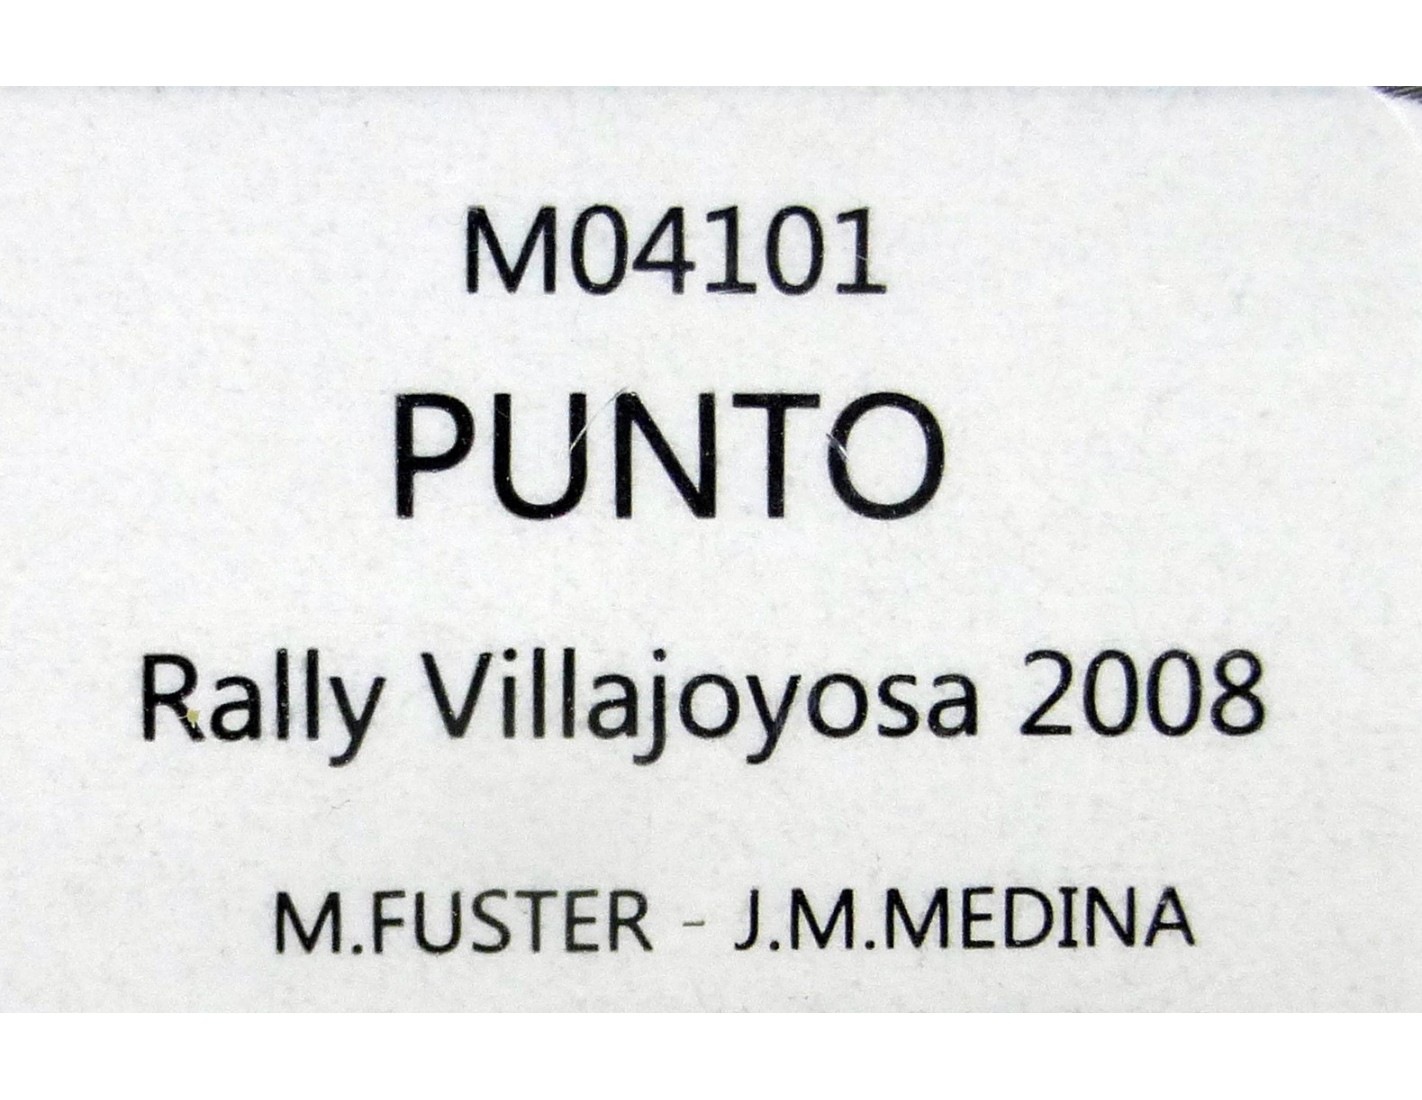 M04101
PUNTO
Rally Villajoyosa 2008
M.FUSTER - J.M.MEDINA